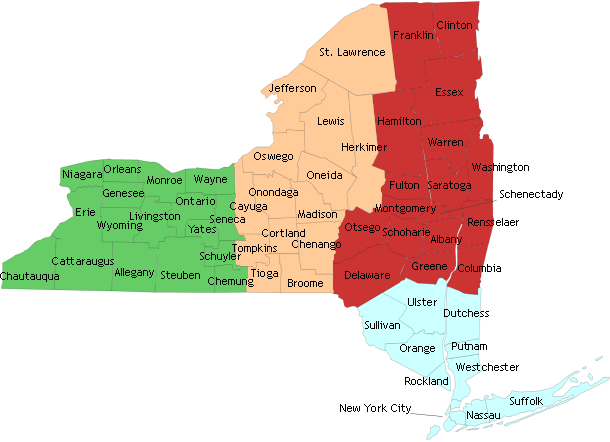 Clinton
Franklin
St. Lawrence
Jefferson
Essex
Lewis
Hamilton
Warren
Herkimer
Oswego
Washington
Orleans
Niagara
Monroe
Wayne
Oneida
Fulton
Saratoga
Genesee
Onondaga
Schenectady
Ontario
Cayuga
Montgomery
Erie
Livingston
Seneca
Madison
Rensselaer
Wyoming
Yates
Otsego
Schoharie
Cortland
Albany
Tompkins
Chenango
Schuyler
Cattaraugus
Greene
Columbia
Chautauqua
Allegany
Steuben
Chemung
Tioga
Delaware
Broome
Ulster
Dutchess
Sullivan
Orange
Putnam
Westchester
Rockland
Suffolk
New York City
Nassau